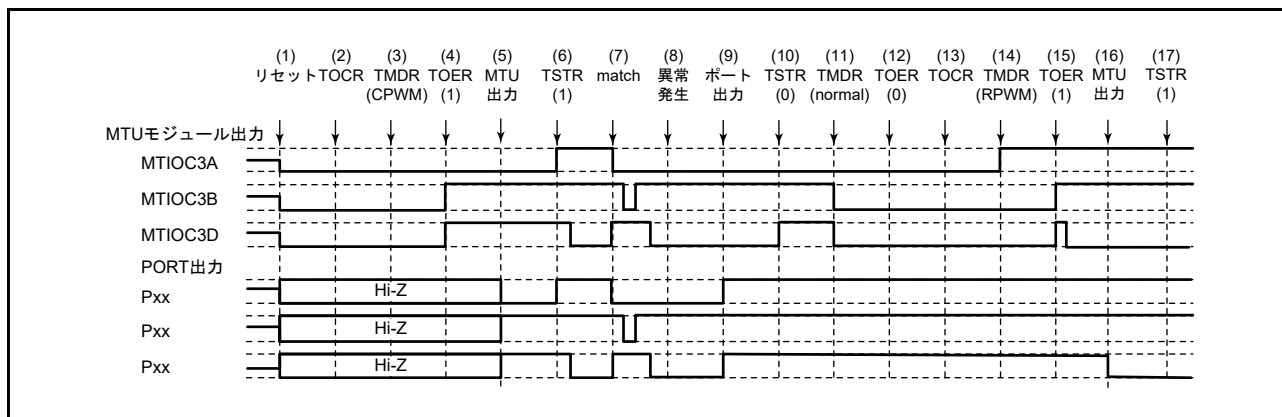 (1) (2) (3) (4) (5) (6) (7) (8) (9) (10) (11) (12) (13) (14) (15) (16) (17)
リセット TOCR TMDR TOER MTU TSTR match 異常 ポート TSTR TMDR TOER TOCR TMDR TOER MTU TSTR
(CPWM) (1) 出力 (1) 発生 出力 (0) (normal) (0) (RPWM) (1) 出力 (1)
MTUモジュール出力
MTIOC3A
MTIOC3B
MTIOC3D
PORT出力
Pxx Hi-Z
Pxx Hi-Z
Pxx Hi-Z